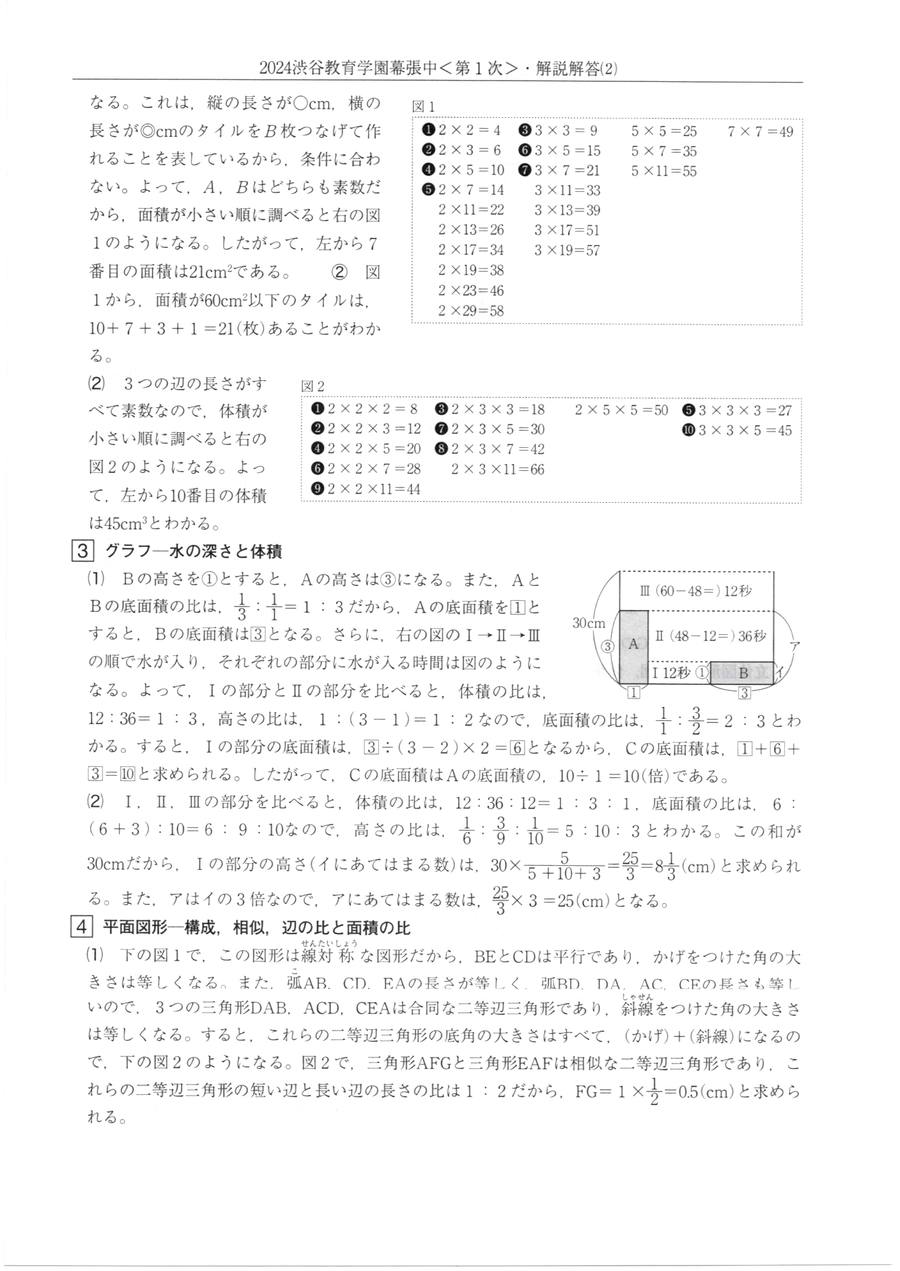 2024渋谷教育学園幕張中＜第1次＞・解説解答(2)
なる。これは，縦の長さが○cm，横の
長さが◎cmのタイルをB枚つなげて作
れることを表しているから，条件に合わ
ない。よって，A，Bはどちらも素数だ
から，面積が小さい順に調べると右の図
1のようになる。したがって，左から7
番目の面積は21cm²である。　② 図
1から，面積が60cm²以下のタイルは，
10＋7＋3＋1＝21(枚)あることがわか
る。
図1
❶2×2＝4 ❸3×3＝9 5×5＝25 7×7＝49
❷2×3＝6 ❻3×5＝15 5×7＝35
❹2×5＝10 ❼3×7＝21 5×11＝55
❺2×7＝14 3×11＝33
2×11＝22 3×13＝39
2×13＝26 3×17＝51
2×17＝34 3×19＝57
2×19＝38
2×23＝46
2×29＝58
(2) 3つの辺の長さがす
べて素数なので，体積が
小さい順に調べると右の
図2のようになる。よっ
て，左から10番目の体積
は45cm³とわかる。
図2
❶2×2×2＝8 ❸2×3×3＝18 2×5×5＝50 ❺3×3×3＝27
❷2×2×3＝12 ❼2×3×5＝30 ❿3×3×5＝45
❹2×2×5＝20 ❽2×3×7＝42
❻2×2×7＝28 2×3×11＝66
❾2×2×11＝44
3 グラフ―水の深さと体積
(1) Bの高さを①とすると，Aの高さは③になる。また，Aと
Bの底面積の比は，1/3：1/1＝1：3だから，Aの底面積を[1]と
すると，Bの底面積は[3]となる。さらに，右の図のⅠ→Ⅱ→Ⅲ
の順で水が入り，それぞれの部分に水が入る時間は図のように
なる。よって，Ⅰの部分とⅡの部分を比べると，体積の比は，
12：36＝1：3，高さの比は，1：(3－1)＝1：2なので，底面積の比は，1/1：3/2＝2：3とわ
かる。すると，Ⅰの部分の底面積は，[3]÷(3－2)×2＝[6]となるから，Cの底面積は，[1]＋[6]＋
[3]＝[10]と求められる。したがって，Cの底面積はAの底面積の，10÷1＝10(倍)である。
Ⅲ(60－48＝)12秒
30cm
③
A
Ⅱ(48－12＝)36秒
ア
Ⅰ12秒
①
B
イ
[1]
[3]
(2) Ⅰ，Ⅱ，Ⅲの部分を比べると，体積の比は，12：36：12＝1：3：1，底面積の比は，6：
(6＋3)：10＝6：9：10なので，高さの比は，1/6：3/9：1/10＝5：10：3とわかる。この和が
30cmだから，Ⅰの部分の高さ(イにあてはまる数)は，30×5/(5＋10＋3)＝25/3＝8 1/3(cm)と求められ
る。また，アはイの3倍なので，アにあてはまる数は，25/3×3＝25(cm)となる。
4 平面図形―構成，相似，辺の比と面積の比
せんたいしょう
(1) 下の図1で，この図形は線対称な図形だから，BEとCDは平行であり，かげをつけた角の大
こ
きさは等しくなる。また，弧AB，CD，EAの長さが等しく，弧BD，DA，AC，CEの長さも等し
しゃせん
いので，3つの三角形DAB，ACD，CEAは合同な二等辺三角形であり，斜線をつけた角の大きさ
は等しくなる。すると，これらの二等辺三角形の底角の大きさはすべて，(かげ)＋(斜線)になるの
で，下の図2のようになる。図2で，三角形AFGと三角形EAFは相似な二等辺三角形であり，こ
れらの二等辺三角形の短い辺と長い辺の長さの比は1：2だから，FG＝1×1/2＝0.5(cm)と求めら
れる。